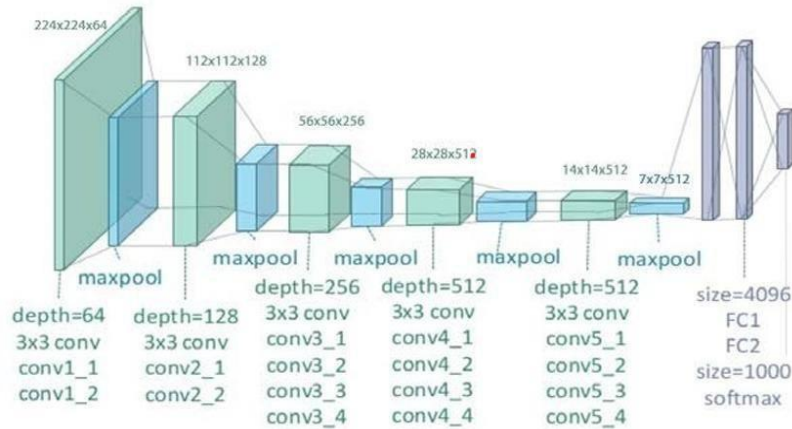 224x224x64
112x112x128
56x56x256
28x28x512
14x14x512
7x7x512
maxpool
maxpool
maxpool
maxpool
maxpool
depth=64
3x3 conv
conv1_1
conv1_2
depth=128
3x3 conv
conv2_1
conv2_2
depth=256
3x3 conv
conv3_1
conv3_2
conv3_3
conv3_4
depth=512
3x3 conv
conv4_1
conv4_2
conv4_3
conv4_4
depth=512
3x3 conv
conv5_1
conv5_2
conv5_3
conv5_4
size=4096
FC1
FC2
size=1000
softmax